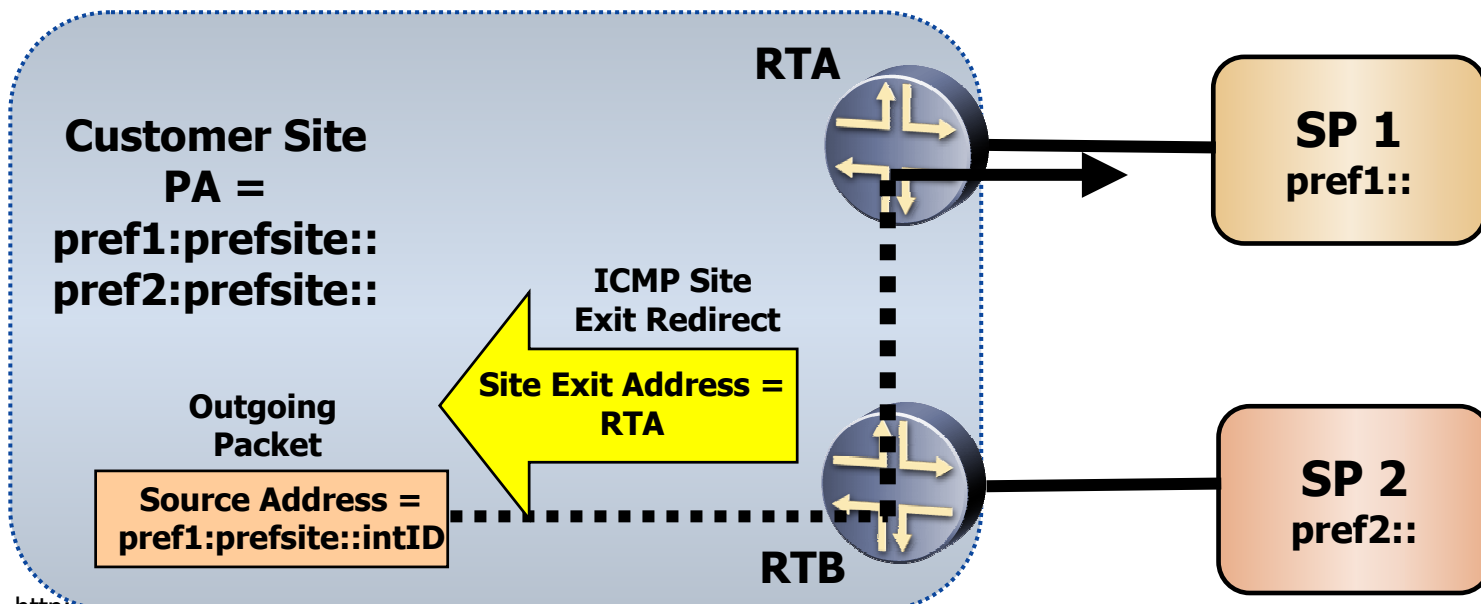 RTA
Customer Site
PA =
pref1:prefsite::
pref2:prefsite::
SP 1
pref1::
ICMP Site
Exit Redirect
Site Exit Address =
RTA
Outgoing
Packet
Source Address =
pref1:prefsite::intID
RTB
SP 2
pref2::